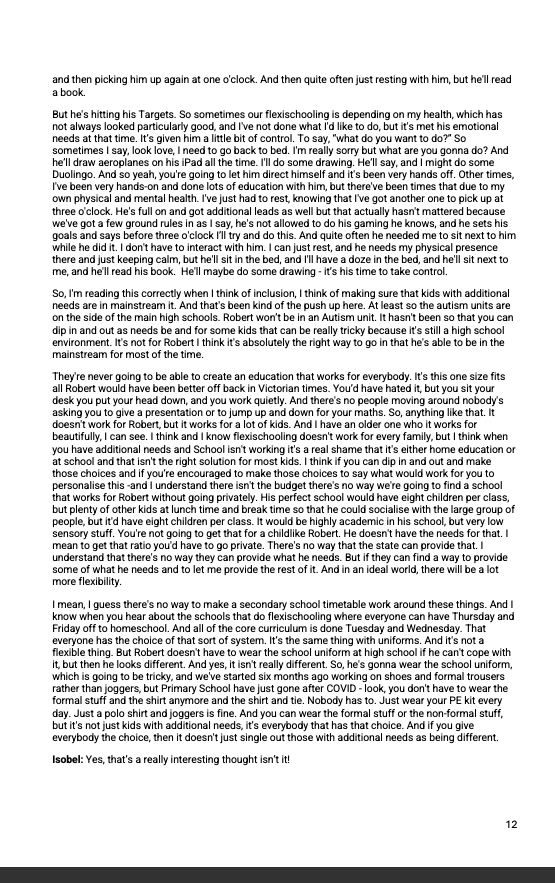 and then picking him up again at one o'clock. And then quite often just resting with him, but he'll read
a book.
But he's hitting his Targets. So sometimes our flexischooling is depending on my health, which has
not always looked particularly good, and I've not done what I'd like to do, but it's met his emotional
needs at that time. It's given him a little bit of control. To say, “what do you want to do?” So
sometimes I say, look love, I need to go back to bed. I'm really sorry but what are you gonna do? And
he'll draw aeroplanes on his iPad all the time. I'll do some drawing. He'll say, and I might do some
Duolingo. And so yeah, you're going to let him direct himself and it's been very hands off. Other times,
I've been very hands-on and done lots of education with him, but there've been times that due to my
own physical and mental health. I've just had to rest, knowing that I've got another one to pick up at
three o'clock. He's full on and got additional leads as well but that actually hasn't mattered because
we've got a few ground rules in as I say, he's not allowed to do his gaming he knows, and he sets his
goals and says before three o'clock I'll try and do this. And quite often he needed me to sit next to him
while he did it. I don't have to interact with him. I can just rest, and he needs my physical presence
there and just keeping calm, but he'll sit in the bed, and I'll have a doze in the bed, and he'll sit next to
me, and he'll read his book.  He'll maybe do some drawing - it's his time to take control.
So, I'm reading this correctly when I think of inclusion, I think of making sure that kids with additional
needs are in mainstream it. And that's been kind of the push up here. At least so the autism units are
on the side of the main high schools. Robert won't be in an Autism unit. It hasn't been so that you can
dip in and out as needs be and for some kids that can be really tricky because it's still a high school
environment. It's not for Robert I think it's absolutely the right way to go in that he's able to be in the
mainstream for most of the time.
They're never going to be able to create an education that works for everybody. It's this one size fits
all Robert would have been better off back in Victorian times. You'd have hated it, but you sit your
desk you put your head down, and you work quietly. And there's no people moving around nobody's
asking you to give a presentation or to jump up and down for your maths. So, anything like that. It
doesn't work for Robert, but it works for a lot of kids. And I have an older one who it works for
beautifully, I can see. I think and I know flexischooling doesn't work for every family, but I think when
you have additional needs and School isn't working it's a real shame that it's either home education or
at school and that isn't the right solution for most kids. I think if you can dip in and out and make
those choices and if you're encouraged to make those choices to say what would work for you to
personalise this -and I understand there isn't the budget there's no way we're going to find a school
that works for Robert without going privately. His perfect school would have eight children per class,
but plenty of other kids at lunch time and break time so that he could socialise with the large group of
people, but it'd have eight children per class. It would be highly academic in his school, but very low
sensory stuff. You're not going to get that for a childlike Robert. He doesn't have the needs for that. I
mean to get that ratio you'd have to go private. There's no way that the state can provide that. I
understand that there's no way they can provide what he needs. But if they can find a way to provide
some of what he needs and to let me provide the rest of it. And in an ideal world, there will be a lot
more flexibility.
I mean, I guess there's no way to make a secondary school timetable work around these things. And I
know when you hear about the schools that do flexischooling where everyone can have Thursday and
Friday off to homeschool. And all of the core curriculum is done Tuesday and Wednesday. That
everyone has the choice of that sort of system. It's the same thing with uniforms. And it's not a
flexible thing. But Robert doesn't have to wear the school uniform at high school if he can't cope with
it, but then he looks different. And yes, it isn't really different. So, he's gonna wear the school uniform,
which is going to be tricky, and we've started six months ago working on shoes and formal trousers
rather than joggers, but Primary School have just gone after COVID - look, you don't have to wear the
formal stuff and the shirt anymore and the shirt and tie. Nobody has to. Just wear your PE kit every
day. Just a polo shirt and joggers is fine. And you can wear the formal stuff or the non-formal stuff,
but it's not just kids with additional needs, it's everybody that has that choice. And if you give
everybody the choice, then it doesn't just single out those with additional needs as being different.
Isobel: Yes, that's a really interesting thought isn't it!
12